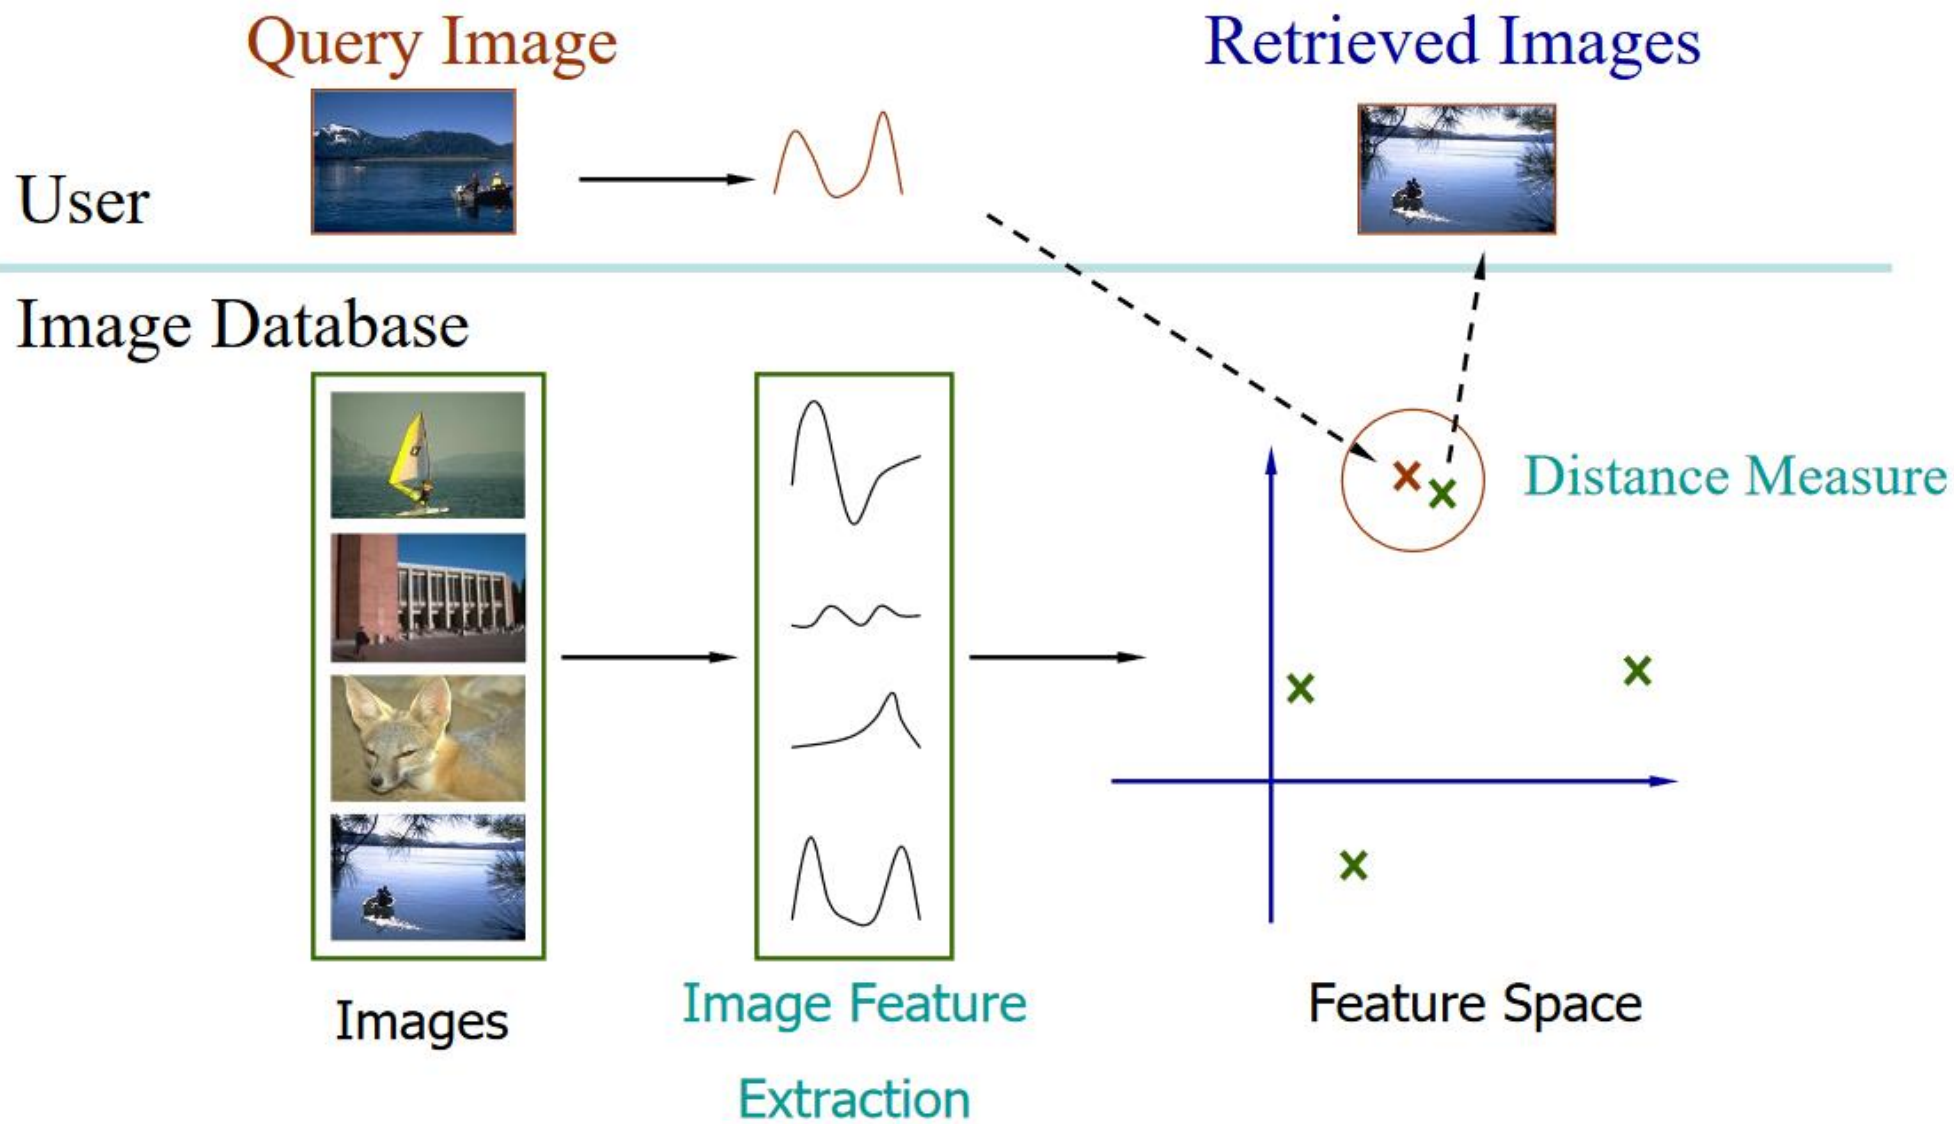 Query Image
Retrieved Images
User
Image Database
Distance Measure
Images
Image Feature
Extraction
Feature Space